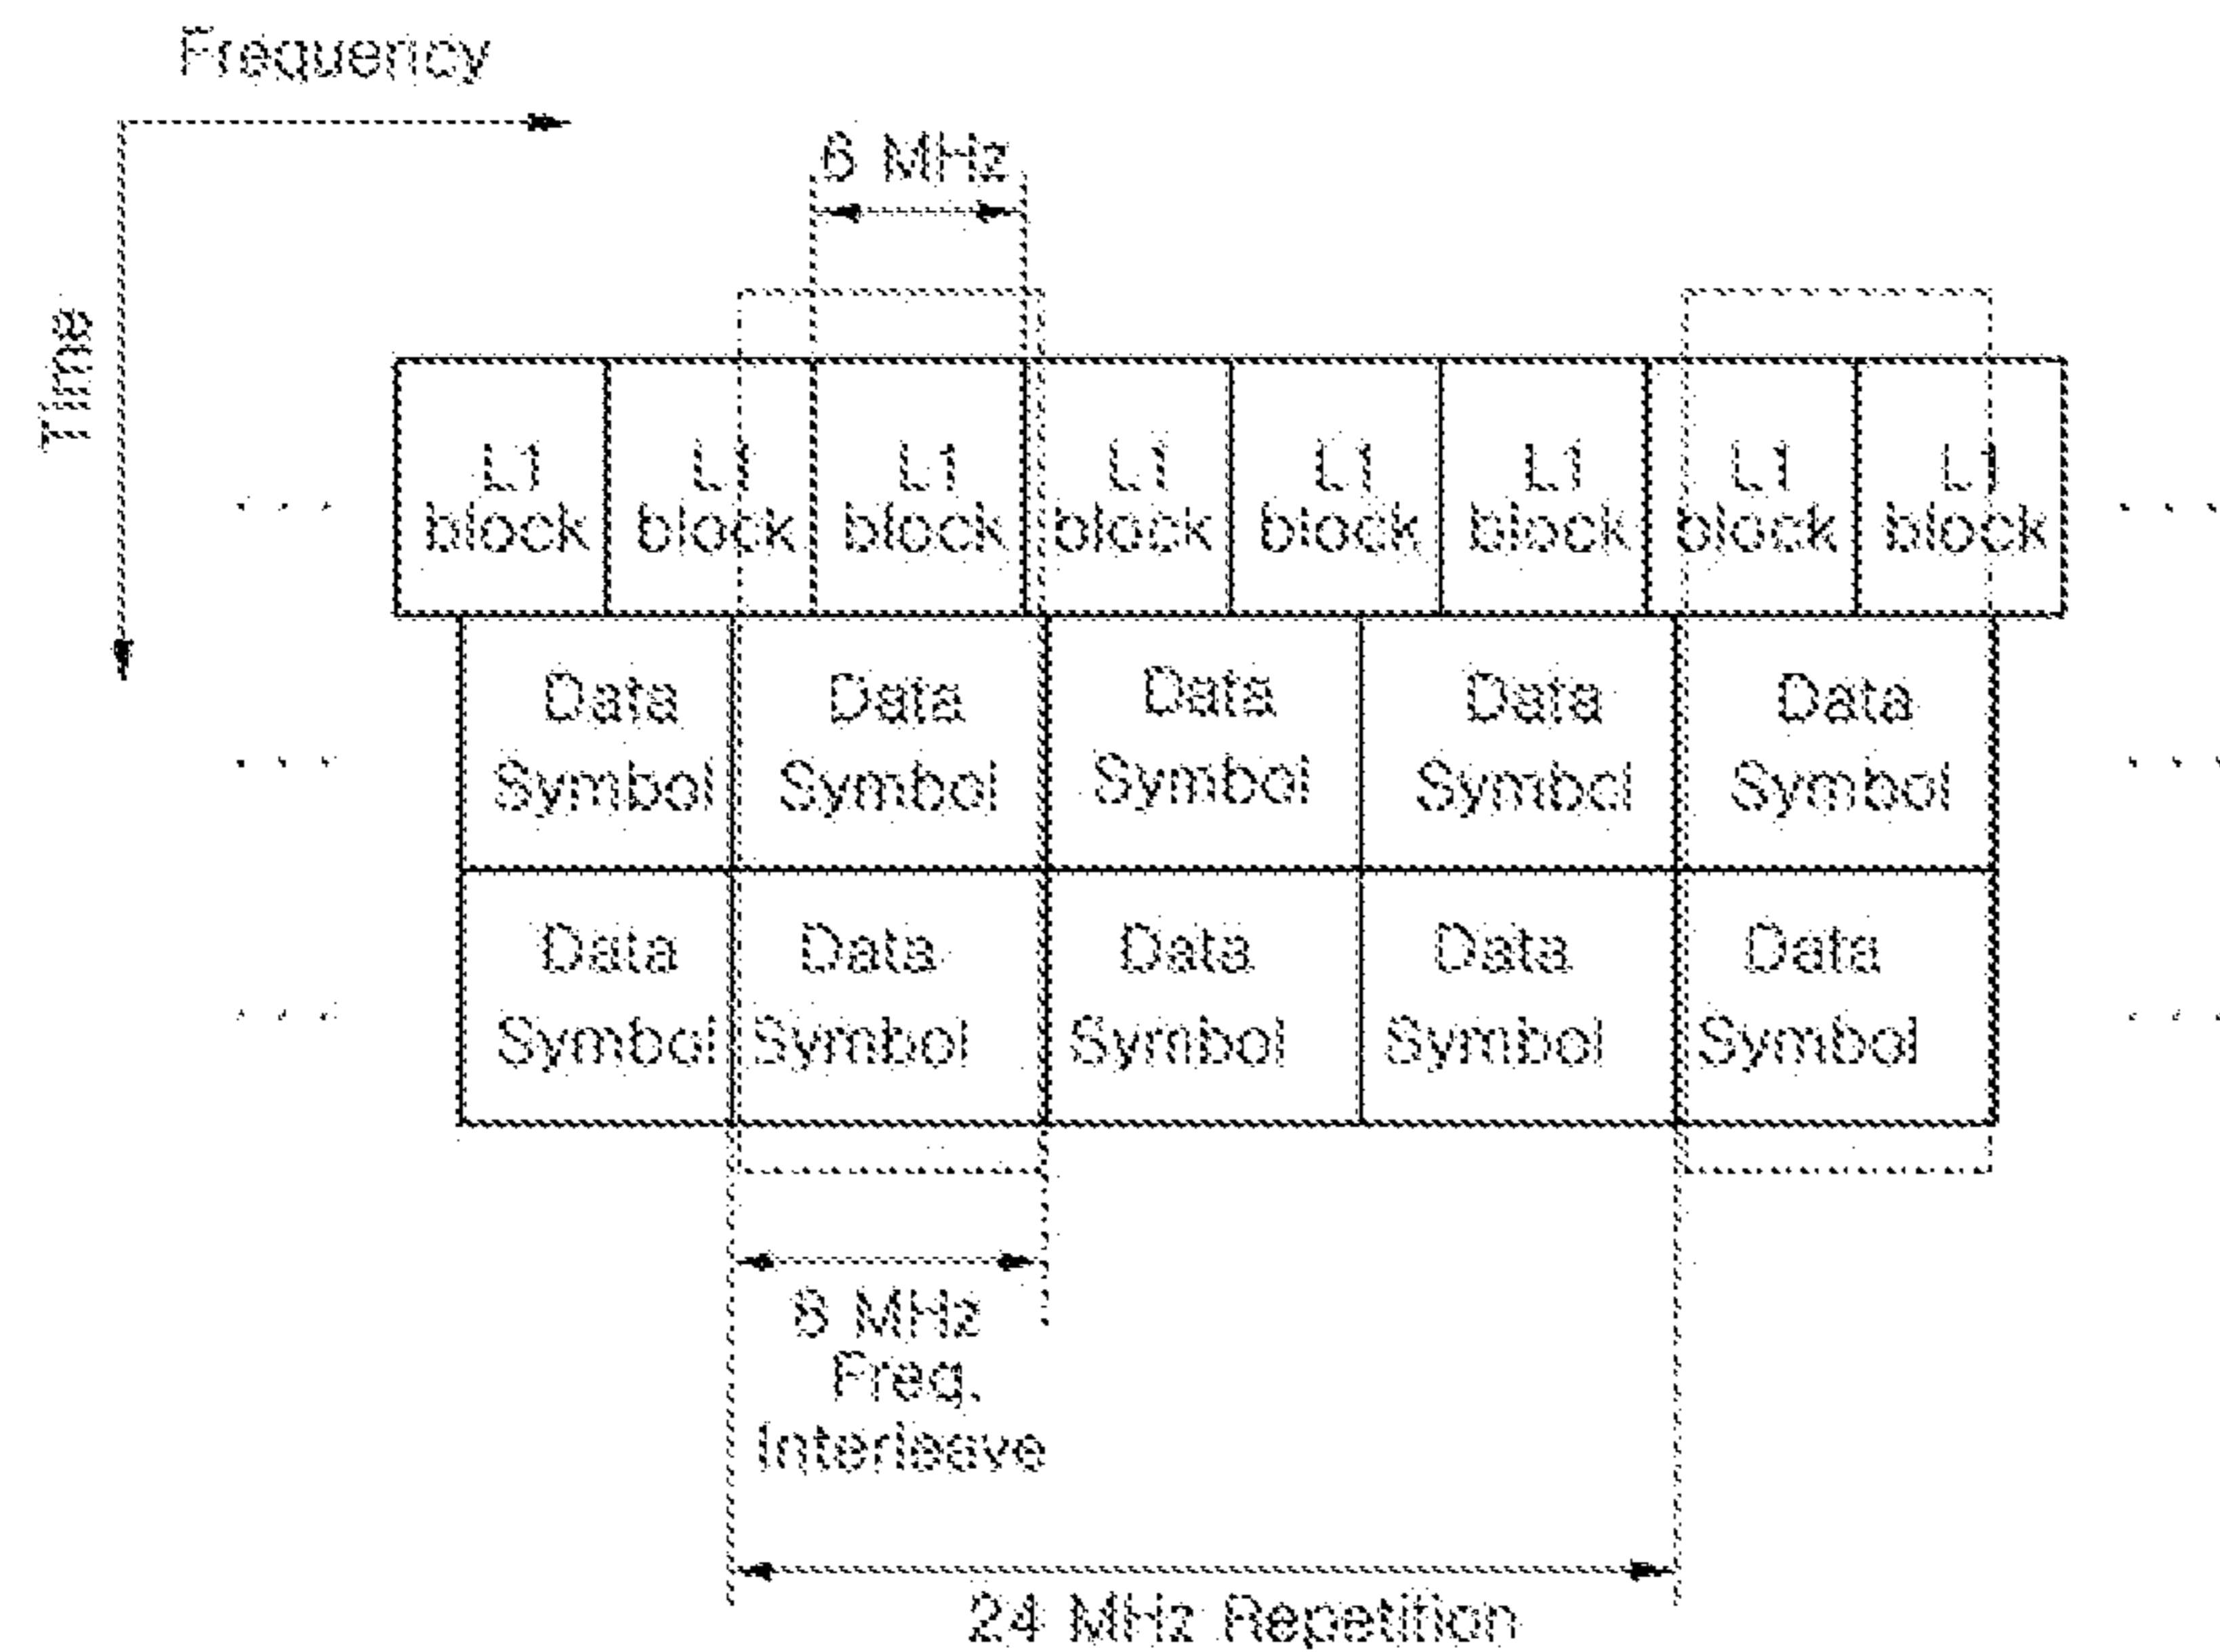 Frequency
6 MHz
Time
L1 L1 L1 L1 L1 L1 L1 L1
block block block block block block block block
. . . . . .
Data Data Data Data Data
Symbol Symbol Symbol Symbol Symbol
. . . . . .
Data Data Data Data Data
Symbol Symbol Symbol Symbol Symbol
. . . . . .
8 MHz
Freq.
Interleave
24 MHz Repetition